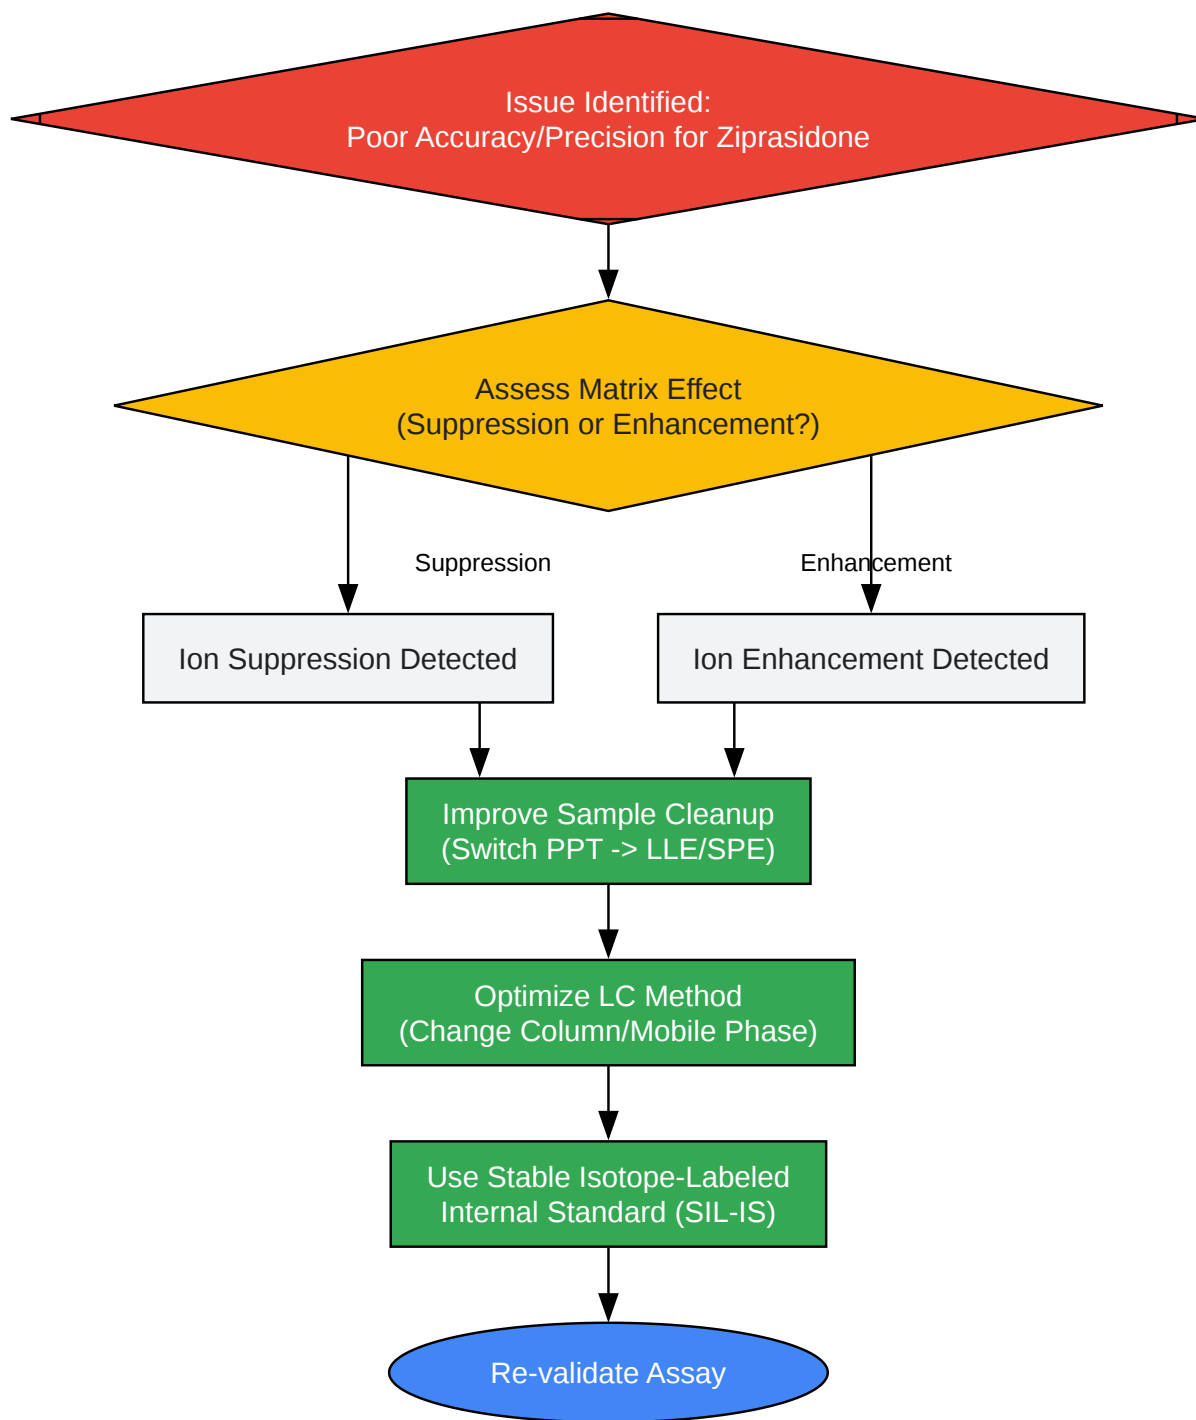 Issue Identified:
Poor Accuracy/Precision for Ziprasidone
Assess Matrix Effect
(Suppression or Enhancement?)
Suppression
Enhancement
Ion Suppression Detected
Ion Enhancement Detected
Improve Sample Cleanup
(Switch PPT -> LLE/SPE)
Optimize LC Method
(Change Column/Mobile Phase)
Use Stable Isotope-Labeled
Internal Standard (SIL-IS)
Re-validate Assay